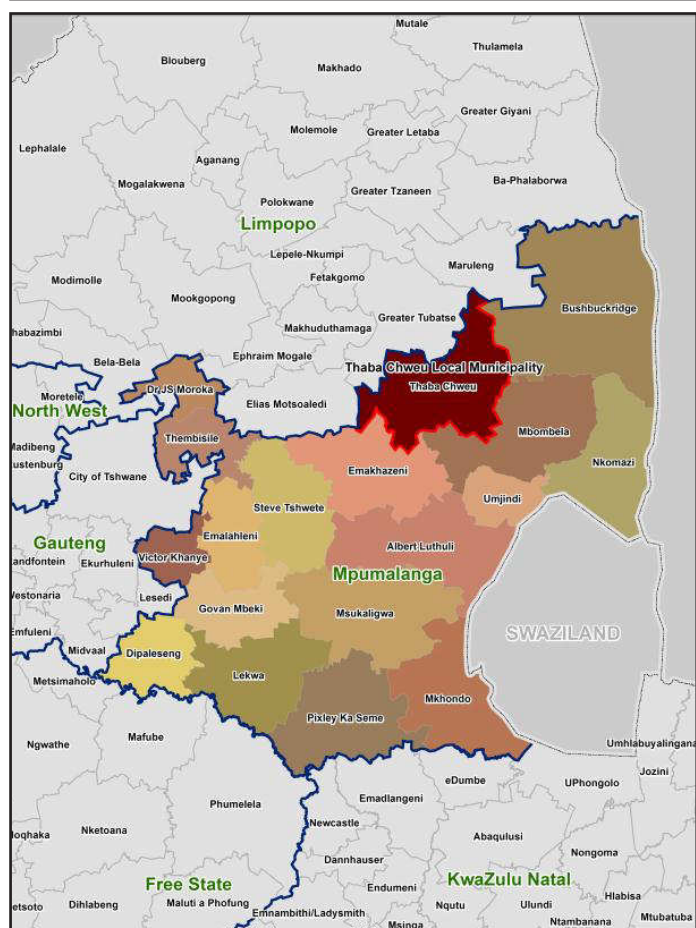 Mutale
Blouberg
Thulamela
Makhado
Greater Giyani
Molemole
Greater Letaba
Lephalale
Aganang
Mogalakwena
Ba-Phalaborwa
Greater Tzaneen
Polokwane
Limpopo
Lepele-Nkumpi
Maruleng
Fetakgomo
Modimolle
Mookgopong
Bushbuckridge
Greater Tubatse
Makhuduthamaga
habazimbi
Ephraim Mogale
Bela-Bela
Thaba Chweu Local Municipality
Thaba Chweu
Dr JS Moroka
Moretele
Elias Motsoaledi
North West
Mbombela
Thembisile
Madibeng
Nkomazi
ustenburg
City of Tshwane
Emakhazeni
Umjindi
Steve Tshwete
Emalahleni
Gauteng
Albert Luthuli
Victor Khanye
andfontein
Ekurhuleni
Mpumalanga
Westonaria
Lesedi
Govan Mbeki
Msukaligwa
Emfuleni
SWAZILAND
Midvaal
Dipaleseng
Lekwa
Metsimaholo
Mkhondo
Pixley Ka Seme
Mafube
Ngwathe
Umhlabuyalingana
Jozini
eDumbe
UPhongolo
Emadlangeni
Phumelela
Newcastle
Nketoana
Abaqulusi
oqhaka
Nongoma
Dannhauser
Free State
KwaZulu Natal
Endumeni
Hlabisa
etsoto
Dihlabeng
Maluti a Phofung
Nqutu
Ulundi
Emnambithi/Ladysmith
Mtubatuba
Msinga
Ntambanana